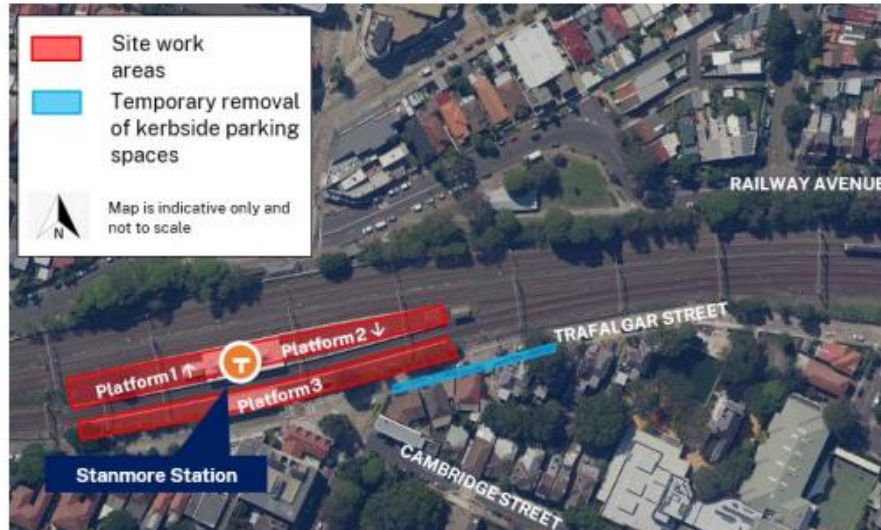 Site work
areas
Temporary removal
of kerbside parking
spaces
N
Map is indicative only and
not to scale
RAILWAY AVENUE
TRAFALGAR STREET
Platform 2 ↓
Platform 1 ↑
T
Platform 3
CAMBRIDGE STREET
Stanmore Station